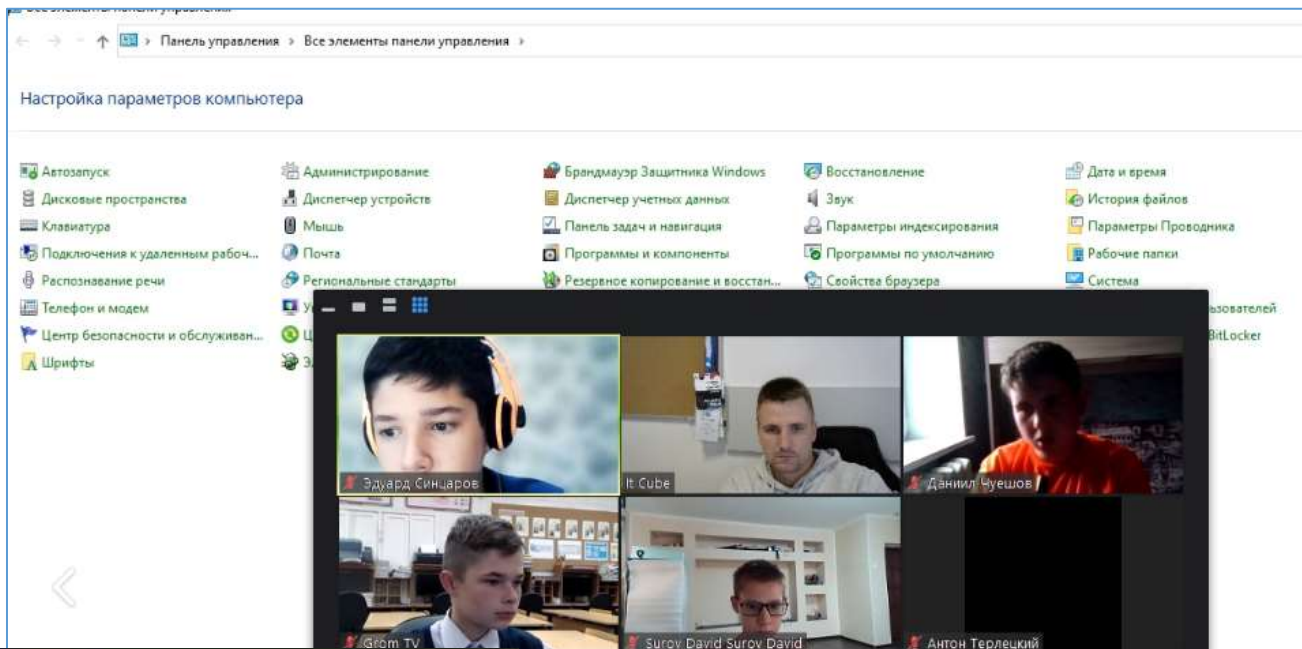 Панель управления > Все элементы панели управления >
Настройка параметров компьютера
Автозапуск Администрирование Брандмауэр Защитника Windows Восстановление Дата и время
Дисковые пространства Диспетчер устройств Диспетчер учетных данных Звук История файлов
Клавиатура Мышь Панель задач и навигация Параметры индексирования Параметры Проводника
Подключения к удаленным рабоч... Почта Программы и компоненты Программы по умолчанию Рабочие папки
Распознавание речи Региональные стандарты Резервное копирование и восстан... Свойства браузера Система
Телефон и модем
Центр безопасности и обслуживан... BitLocker
Шрифты
Эдуард Синцаров It Cube Даниил Чуешов
Grom TV Surov David Surov David Антон Терлецкий